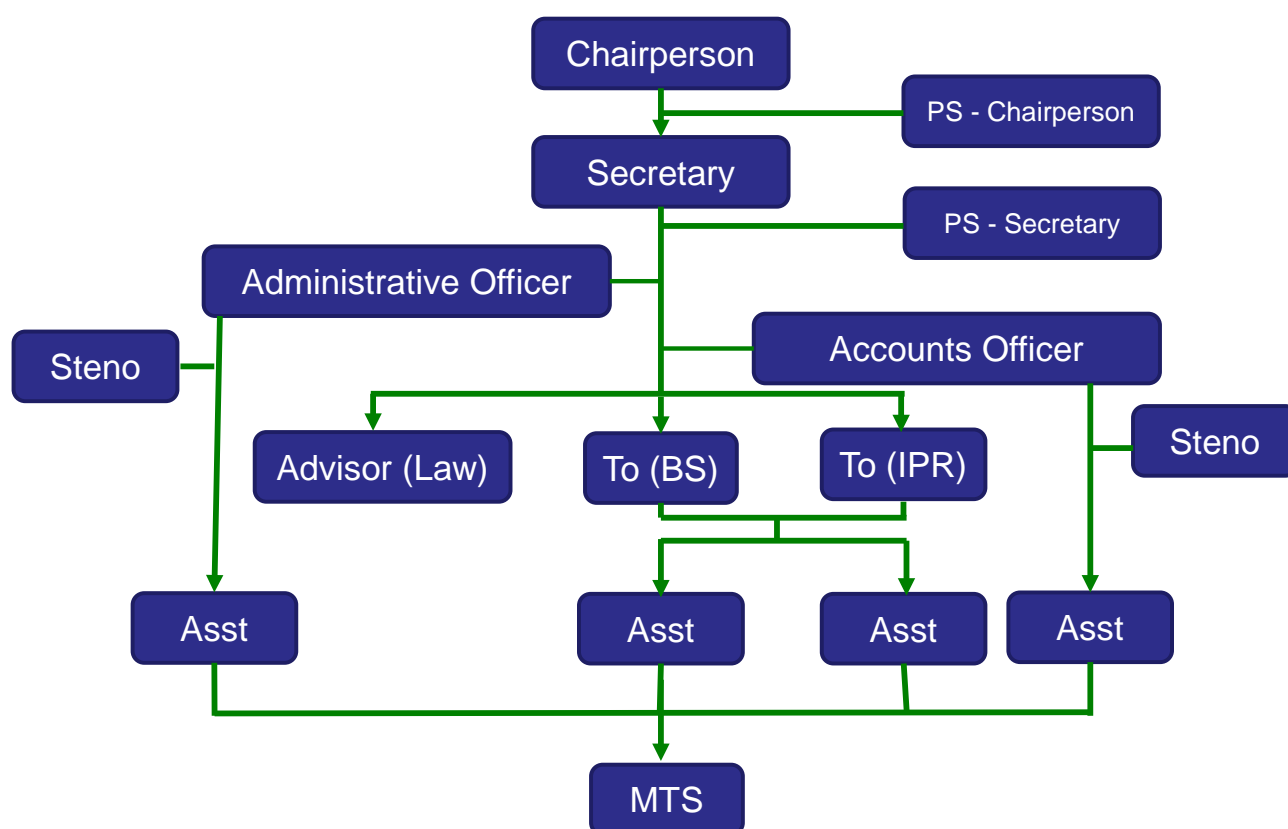 Chairperson
PS - Chairperson
Secretary
PS - Secretary
Administrative Officer
Accounts Officer
Steno
Advisor (Law)
To (BS)
To (IPR)
Steno
Asst
Asst
Asst
Asst
MTS